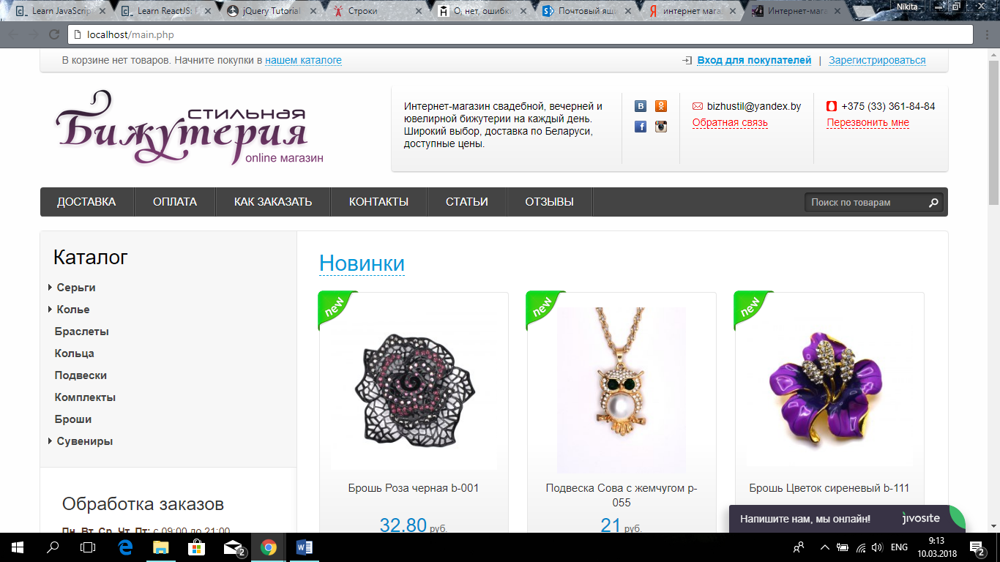 Learn JavaScrip
Learn ReactJS: F
jQuery Tutorial
Строки
О, нет, ошибк
Почтовый ящи
интернет мага
Интернет-мага
Nikita
localhost/main.php
В корзине нет товаров. Начните покупки в нашем каталоге
Вход для покупателей | Зарегистрироваться
СТИЛЬНАЯ
Бижутерия
online магазин
Интернет-магазин свадебной, вечерней и
ювелирной бижутерии на каждый день.
Широкий выбор, доставка по Беларуси,
доступные цены.
bizhustil@yandex.by
Обратная связь
+375 (33) 361-84-84
Перезвонить мне
ДОСТАВКА
ОПЛАТА
КАК ЗАКАЗАТЬ
КОНТАКТЫ
СТАТЬИ
ОТЗЫВЫ
Поиск по товарам
Каталог
Серьги
Колье
Браслеты
Кольца
Подвески
Комплекты
Броши
Сувениры
Обработка заказов
Пн, Вт, Ср, Чт, Пт: с 09:00 до 21:00
Новинки
new
new
new
Брошь Роза черная b-001
32.80 руб.
Подвеска Сова с жемчугом p-
055
21 руб.
Брошь Цветок сиреневый b-111
Напишите нам, мы онлайн!
jivosite
2
ENG
9:13
10.03.2018
2